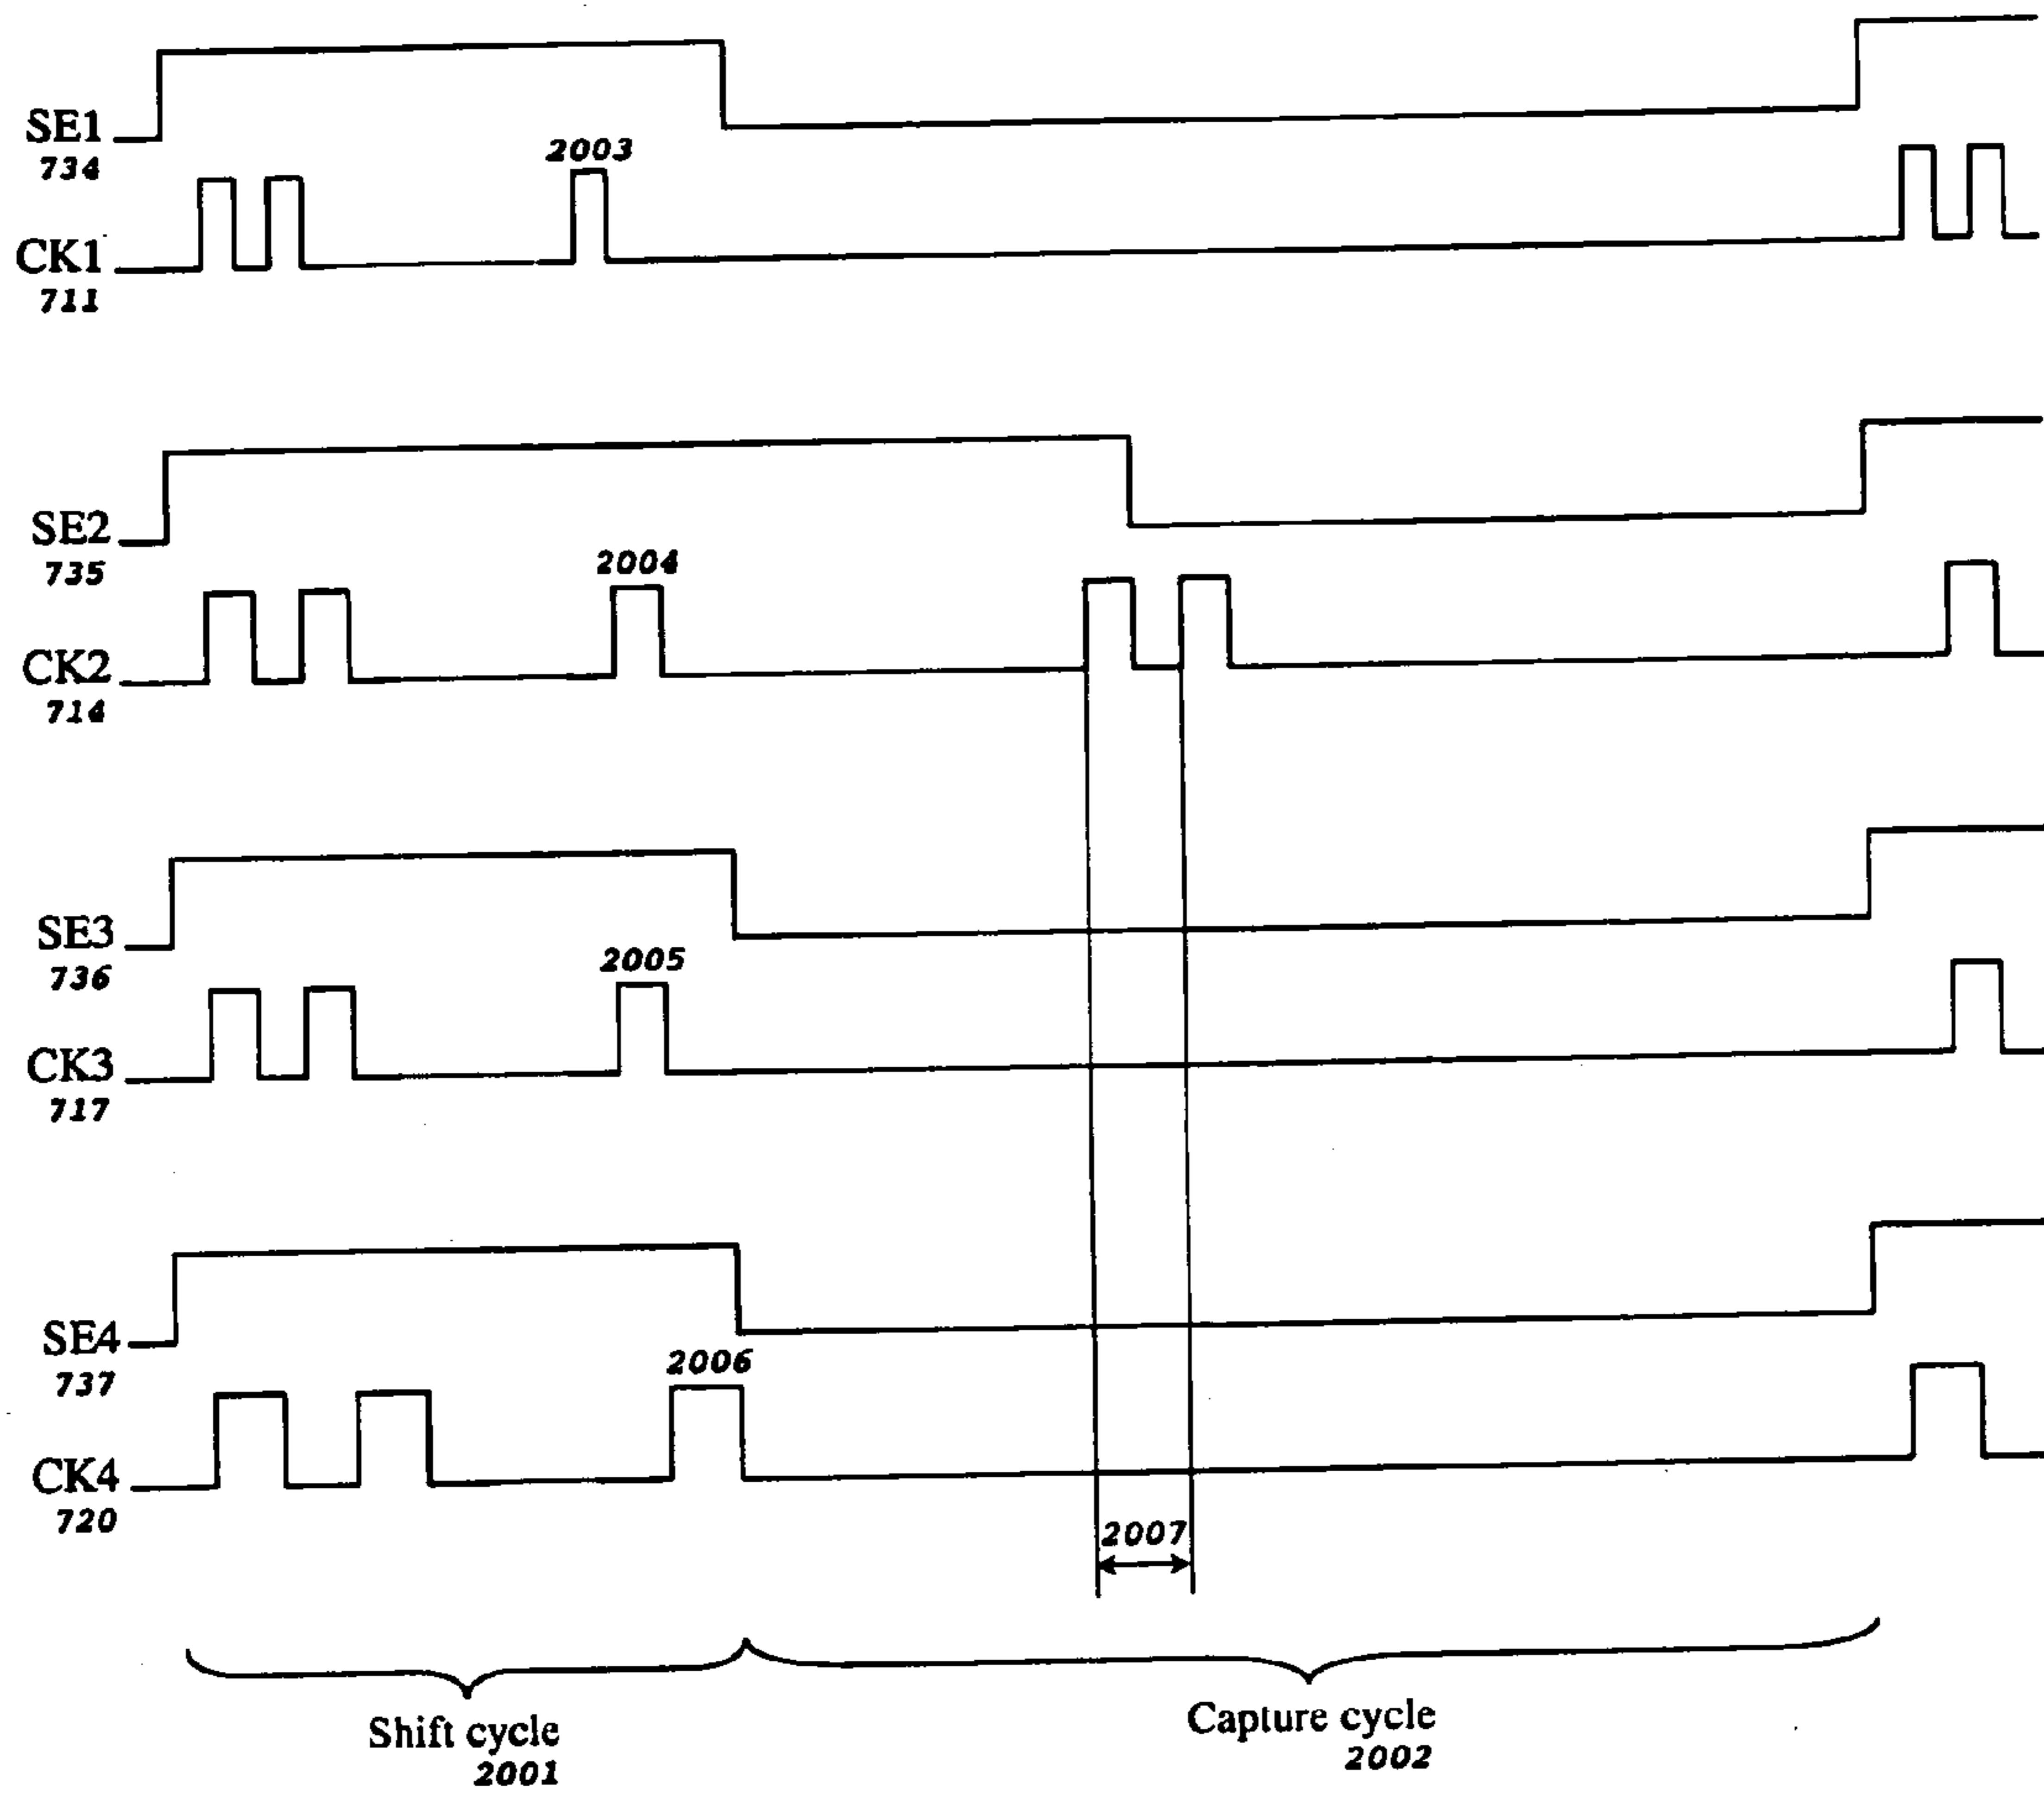 SE1
734
2003
CK1
711
SE2
735
2004
CK2
714
SE3
736
2005
CK3
717
SE4
737
2006
CK4
720
2007
Shift cycle
2001
Capture cycle
2002